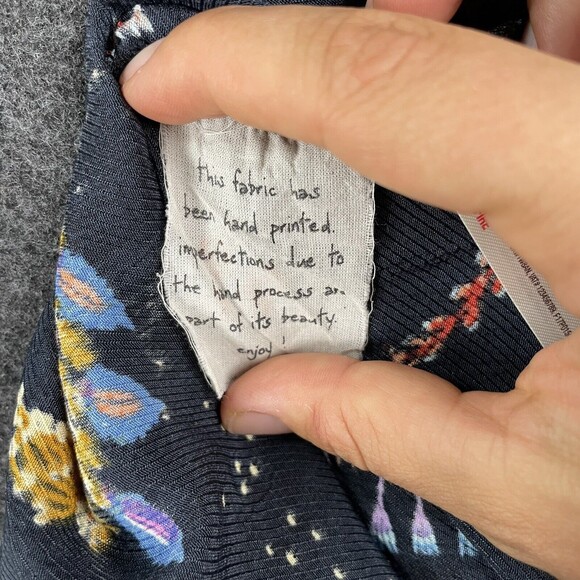 this fabric has
been hand printed.
imperfections due to
the hand process are
part of its beauty.
enjoy!